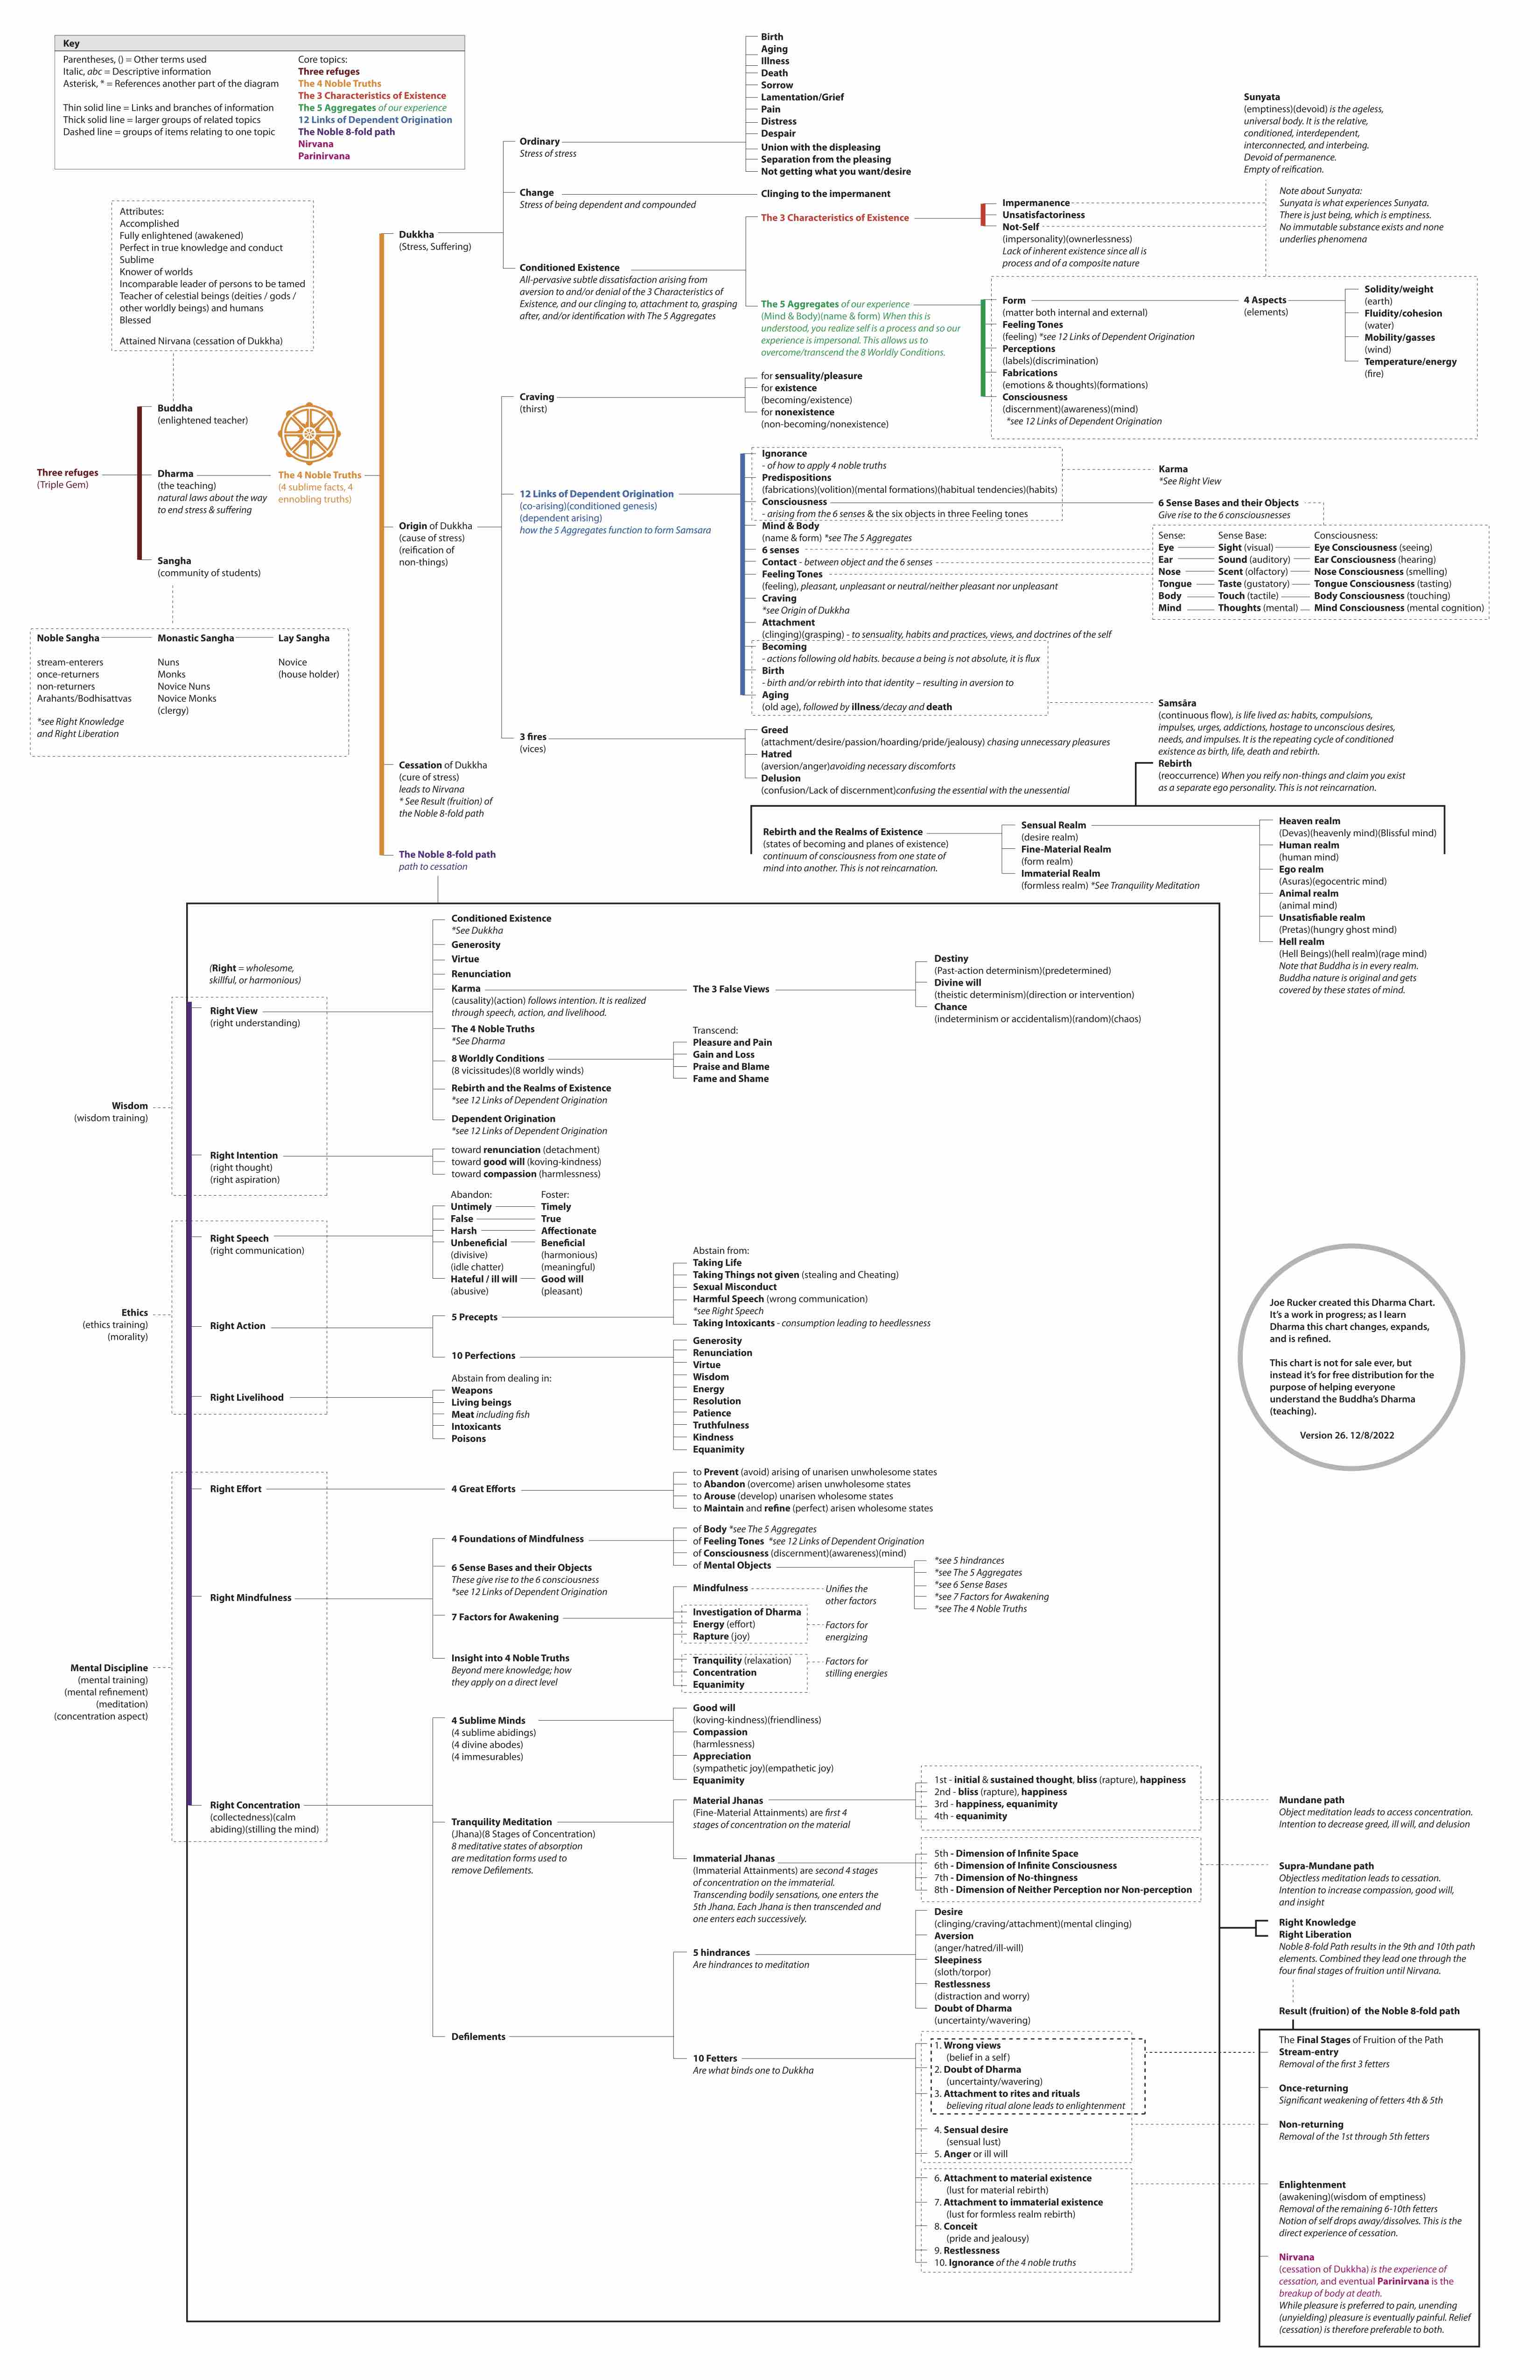 Key
Parentheses, () = Other terms used
Italic, abc = Descriptive information
Asterisk, * = References another part of the diagram
Thin solid line = Links and branches of information
Thick solid line = larger groups of related topics
Dashed line = groups of items relating to one topic
Core topics:
Three refuges
The 4 Noble Truths
The 3 Characteristics of Existence
The 5 Aggregates of our experience
12 Links of Dependent Origination
The Noble 8-fold path
Nirvana
Parinirvana
Attributes:
Accomplished
Fully enlightened (awakened)
Perfect in true knowledge and conduct
Sublime
Knower of worlds
Incomparable leader of persons to be tamed
Teacher of celestial beings (deities / gods /
other worldly beings) and humans
Blessed
Attained Nirvana (cessation of Dukkha)
Three refuges
(Triple Gem)
Buddha
(enlightened teacher)
Dharma
(the teaching)
natural laws about the way
to end stress & suffering
Sangha
(community of students)
Noble Sangha
stream-enterers
once-returners
non-returners
Arahants/Bodhisattvas
*see Right Knowledge
and Right Liberation
Monastic Sangha
Nuns
Monks
Novice Nuns
Novice Monks
(clergy)
Lay Sangha
Novice
(house holder)
The 4 Noble Truths
(4 sublime facts, 4
ennobling truths)
Dukkha
(Stress, Suffering)
Ordinary
Stress of stress
Birth
Aging
Illness
Death
Sorrow
Lamentation/Grief
Pain
Distress
Despair
Union with the displeasing
Separation from the pleasing
Not getting what you want/desire
Change
Stress of being dependent and compounded
Clinging to the impermanent
Conditioned Existence
All-pervasive subtle dissatisfaction arising from
aversion to and/or denial of the 3 Characteristics of
Existence, and our clinging to, attachment to, grasping
after, and/or identification with The 5 Aggregates
The 3 Characteristics of Existence
Impermanence
Unsatisfactoriness
Not-Self
(impersonality)(ownerlessness)
Lack of inherent existence since all is
process and of a composite nature
Sunyata
(emptiness)(devoid) is the ageless,
universal body. It is the relative,
conditioned, interdependent,
interconnected, and interbeing.
Devoid of permanence.
Empty of reification.
Note about Sunyata:
Sunyata is what experiences Sunyata.
There is just being, which is emptiness.
No immutable substance exists and none
underlies phenomena
The 5 Aggregates of our experience
(Mind & Body)(name & form) When this is
understood, you realize self is a process and so our
experience is impersonal. This allows us to
overcome/transcend the 8 Worldly Conditions.
Form
(matter both internal and external)
Feeling Tones
(feeling) *see 12 Links of Dependent Origination
Perceptions
(labels)(discrimination)
Fabrications
(emotions & thoughts)(formations)
Consciousness
(discernment)(awareness)(mind)
*see 12 Links of Dependent Origination
4 Aspects
(elements)
Solidity/weight
(earth)
Fluidity/cohesion
(water)
Mobility/gasses
(wind)
Temperature/energy
(fire)
Origin of Dukkha
(cause of stress)
(reification of
non-things)
Craving
(thirst)
for sensuality/pleasure
for existence
(becoming/existence)
for nonexistence
(non-becoming/nonexistence)
12 Links of Dependent Origination
(co-arising)(conditioned genesis)
(dependent arising)
how the 5 Aggregates function to form Samsara
Ignorance
- of how to apply 4 noble truths
Predispositions
(fabrications)(volition)(mental formations)(habitual tendencies)(habits)
Consciousness
- arising from the 6 senses & the six objects in three Feeling tones
Mind & Body
(name & form) *see The 5 Aggregates
6 senses
Contact - between object and the 6 senses
Feeling Tones
(feeling), pleasant, unpleasant or neutral/neither pleasant nor unpleasant
Craving
*see Origin of Dukkha
Attachment
(clinging)(grasping) - to sensuality, habits and practices, views, and doctrines of the self
Becoming
- actions following old habits. because a being is not absolute, it is flux
Birth
- birth and/or rebirth into that identity – resulting in aversion to
Aging
(old age), followed by illness/decay and death
Karma
*See Right View
6 Sense Bases and their Objects
Give rise to the 6 consciousnesses
Sense: Sense Base: Consciousness:
Eye Sight (visual) Eye Consciousness (seeing)
Ear Sound (auditory) Ear Consciousness (hearing)
Nose Scent (olfactory) Nose Consciousness (smelling)
Tongue Taste (gustatory) Tongue Consciousness (tasting)
Body Touch (tactile) Body Consciousness (touching)
Mind Thoughts (mental) Mind Consciousness (mental cognition)
Samsāra
(continuous flow), is life lived as: habits, compulsions,
impulses, urges, addictions, hostage to unconscious desires,
needs, and impulses. It is the repeating cycle of conditioned
existence as birth, life, death and rebirth.
Rebirth
(reoccurrence) When you reify non-things and claim you exist
as a separate ego personality. This is not reincarnation.
3 fires
(vices)
Greed
(attachment/desire/passion/hoarding/pride/jealousy) chasing unnecessary pleasures
Hatred
(aversion/anger)avoiding necessary discomforts
Delusion
(confusion/Lack of discernment)confusing the essential with the unessential
Rebirth and the Realms of Existence
(states of becoming and planes of existence)
continuum of consciousness from one state of
mind into another. This is not reincarnation.
Sensual Realm
(desire realm)
Fine-Material Realm
(form realm)
Immaterial Realm
(formless realm) *See Tranquility Meditation
Heaven realm
(Devas)(heavenly mind)(Blissful mind)
Human realm
(human mind)
Ego realm
(Asuras)(egocentric mind)
Animal realm
(animal mind)
Unsatisfiable realm
(Pretas)(hungry ghost mind)
Hell realm
(Hell Beings)(hell realm)(rage mind)
Note that Buddha is in every realm.
Buddha nature is original and gets
covered by these states of mind.
Cessation of Dukkha
(cure of stress)
leads to Nirvana
* See Result (fruition) of
the Noble 8-fold path
The Noble 8-fold path
path to cessation
(Right = wholesome,
skillful, or harmonious)
Wisdom
(wisdom training)
Right View
(right understanding)
Conditioned Existence
*See Dukkha
Generosity
Virtue
Renunciation
Karma
(causality)(action) follows intention. It is realized
through speech, action, and livelihood.
The 4 Noble Truths
*See Dharma
8 Worldly Conditions
(8 vicissitudes)(8 worldly winds)
Rebirth and the Realms of Existence
*see 12 Links of Dependent Origination
Dependent Origination
*see 12 Links of Dependent Origination
The 3 False Views
Destiny
(Past-action determinism)(predetermined)
Divine will
(theistic determinism)(direction or intervention)
Chance
(indeterminism or accidentalism)(random)(chaos)
Transcend:
Pleasure and Pain
Gain and Loss
Praise and Blame
Fame and Shame
Right Intention
(right thought)
(right aspiration)
toward renunciation (detachment)
toward good will (koving-kindness)
toward compassion (harmlessness)
Ethics
(ethics training)
(morality)
Right Speech
(right communication)
Abandon: Foster:
Untimely Timely
False True
Harsh Affectionate
Unbeneficial Beneficial
(divisive) (harmonious)
(idle chatter) (meaningful)
Hateful / ill will Good will
(abusive) (pleasant)
Right Action
5 Precepts
Abstain from:
Taking Life
Taking Things not given (stealing and Cheating)
Sexual Misconduct
Harmful Speech (wrong communication)
*see Right Speech
Taking Intoxicants - consumption leading to heedlessness
10 Perfections
Generosity
Renunciation
Virtue
Wisdom
Energy
Resolution
Patience
Truthfulness
Kindness
Equanimity
Right Livelihood
Abstain from dealing in:
Weapons
Living beings
Meat including fish
Intoxicants
Poisons
Joe Rucker created this Dharma Chart.
It's a work in progress; as I learn
Dharma this chart changes, expands,
and is refined.
This chart is not for sale ever, but
instead it's for free distribution for the
purpose of helping everyone
understand the Buddha's Dharma
(teaching).
Version 26. 12/8/2022
Mental Discipline
(mental training)
(mental refinement)
(meditation)
(concentration aspect)
Right Effort
4 Great Efforts
to Prevent (avoid) arising of unarisen unwholesome states
to Abandon (overcome) arisen unwholesome states
to Arouse (develop) unarisen wholesome states
to Maintain and refine (perfect) arisen wholesome states
Right Mindfulness
4 Foundations of Mindfulness
of Body *see The 5 Aggregates
of Feeling Tones *see 12 Links of Dependent Origination
of Consciousness (discernment)(awareness)(mind)
of Mental Objects
*see 5 hindrances
*see The 5 Aggregates
*see 6 Sense Bases
*see 7 Factors for Awakening
*see The 4 Noble Truths
6 Sense Bases and their Objects
These give rise to the 6 consciousness
*see 12 Links of Dependent Origination
7 Factors for Awakening
Mindfulness
Unifies the
other factors
Investigation of Dharma
Energy (effort)
Rapture (joy)
Factors for
energizing
Tranquility (relaxation)
Concentration
Equanimity
Factors for
stilling energies
Insight into 4 Noble Truths
Beyond mere knowledge; how
they apply on a direct level
Right Concentration
(collectedness)(calm
abiding)(stilling the mind)
4 Sublime Minds
(4 sublime abidings)
(4 divine abodes)
(4 immesurables)
Good will
(koving-kindness)(friendliness)
Compassion
(harmlessness)
Appreciation
(sympathetic joy)(empathetic joy)
Equanimity
Tranquility Meditation
(Jhana)(8 Stages of Concentration)
8 meditative states of absorption
are meditation forms used to
remove Defilements.
Material Jhanas
(Fine-Material Attainments) are first 4
stages of concentration on the material
1st - initial & sustained thought, bliss (rapture), happiness
2nd - bliss (rapture), happiness
3rd - happiness, equanimity
4th - equanimity
Mundane path
Object meditation leads to access concentration.
Intention to decrease greed, ill will, and delusion
Immaterial Jhanas
(Immaterial Attainments) are second 4 stages
of concentration on the immaterial.
Transcending bodily sensations, one enters the
5th Jhana. Each Jhana is then transcended and
one enters each successively.
5th - Dimension of Infinite Space
6th - Dimension of Infinite Consciousness
7th - Dimension of No-thingness
8th - Dimension of Neither Perception nor Non-perception
Supra-Mundane path
Objectless meditation leads to cessation.
Intention to increase compassion, good will,
and insight
Defilements
5 hindrances
Are hindrances to meditation
Desire
(clinging/craving/attachment)(mental clinging)
Aversion
(anger/hatred/ill-will)
Sleepiness
(sloth/torpor)
Restlessness
(distraction and worry)
Doubt of Dharma
(uncertainty/wavering)
10 Fetters
Are what binds one to Dukkha
1. Wrong views
(belief in a self)
2. Doubt of Dharma
(uncertainty/wavering)
3. Attachment to rites and rituals
believing ritual alone leads to enlightenment
4. Sensual desire
(sensual lust)
5. Anger or ill will
6. Attachment to material existence
(lust for material rebirth)
7. Attachment to immaterial existence
(lust for formless realm rebirth)
8. Conceit
(pride and jealousy)
9. Restlessness
10. Ignorance of the 4 noble truths
Right Knowledge
Right Liberation
Noble 8-fold Path results in the 9th and 10th path
elements. Combined they lead one through the
four final stages of fruition until Nirvana.
Result (fruition) of the Noble 8-fold path
The Final Stages of Fruition of the Path
Stream-entry
Removal of the first 3 fetters
Once-returning
Significant weakening of fetters 4th & 5th
Non-returning
Removal of the 1st through 5th fetters
Enlightenment
(awakening)(wisdom of emptiness)
Removal of the remaining 6-10th fetters
Notion of self drops away/dissolves. This is the
direct experience of cessation.
Nirvana
(cessation of Dukkha) is the experience of
cessation, and eventual Parinirvana is the
breakup of body at death.
While pleasure is preferred to pain, unending
(unyielding) pleasure is eventually painful. Relief
(cessation) is therefore preferable to both.